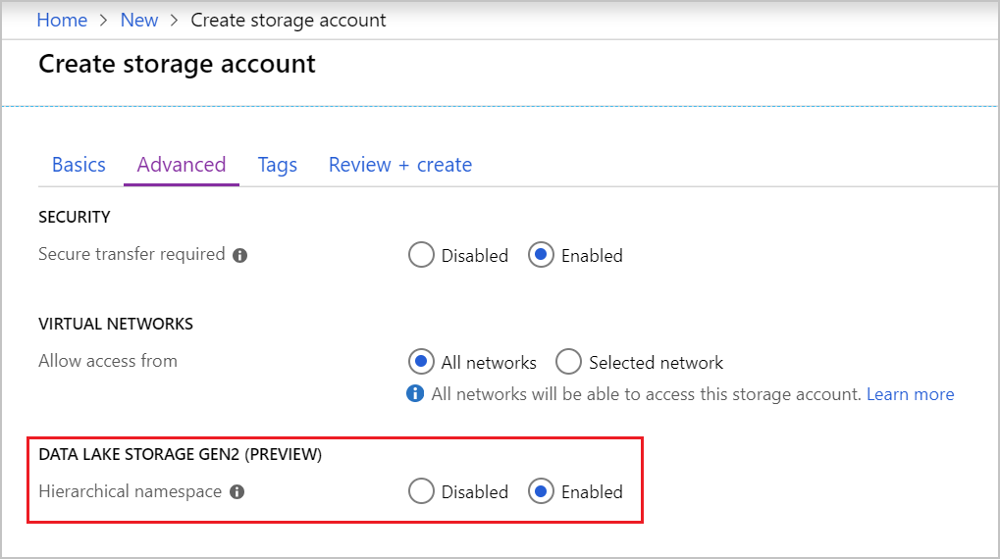 Home > New > Create storage account
Create storage account
Basics Advanced Tags Review + create
SECURITY
Secure transfer required Disabled Enabled
VIRTUAL NETWORKS
Allow access from All networks Selected network
All networks will be able to access this storage account. Learn more
DATA LAKE STORAGE GEN2 (PREVIEW)
Hierarchical namespace Disabled Enabled